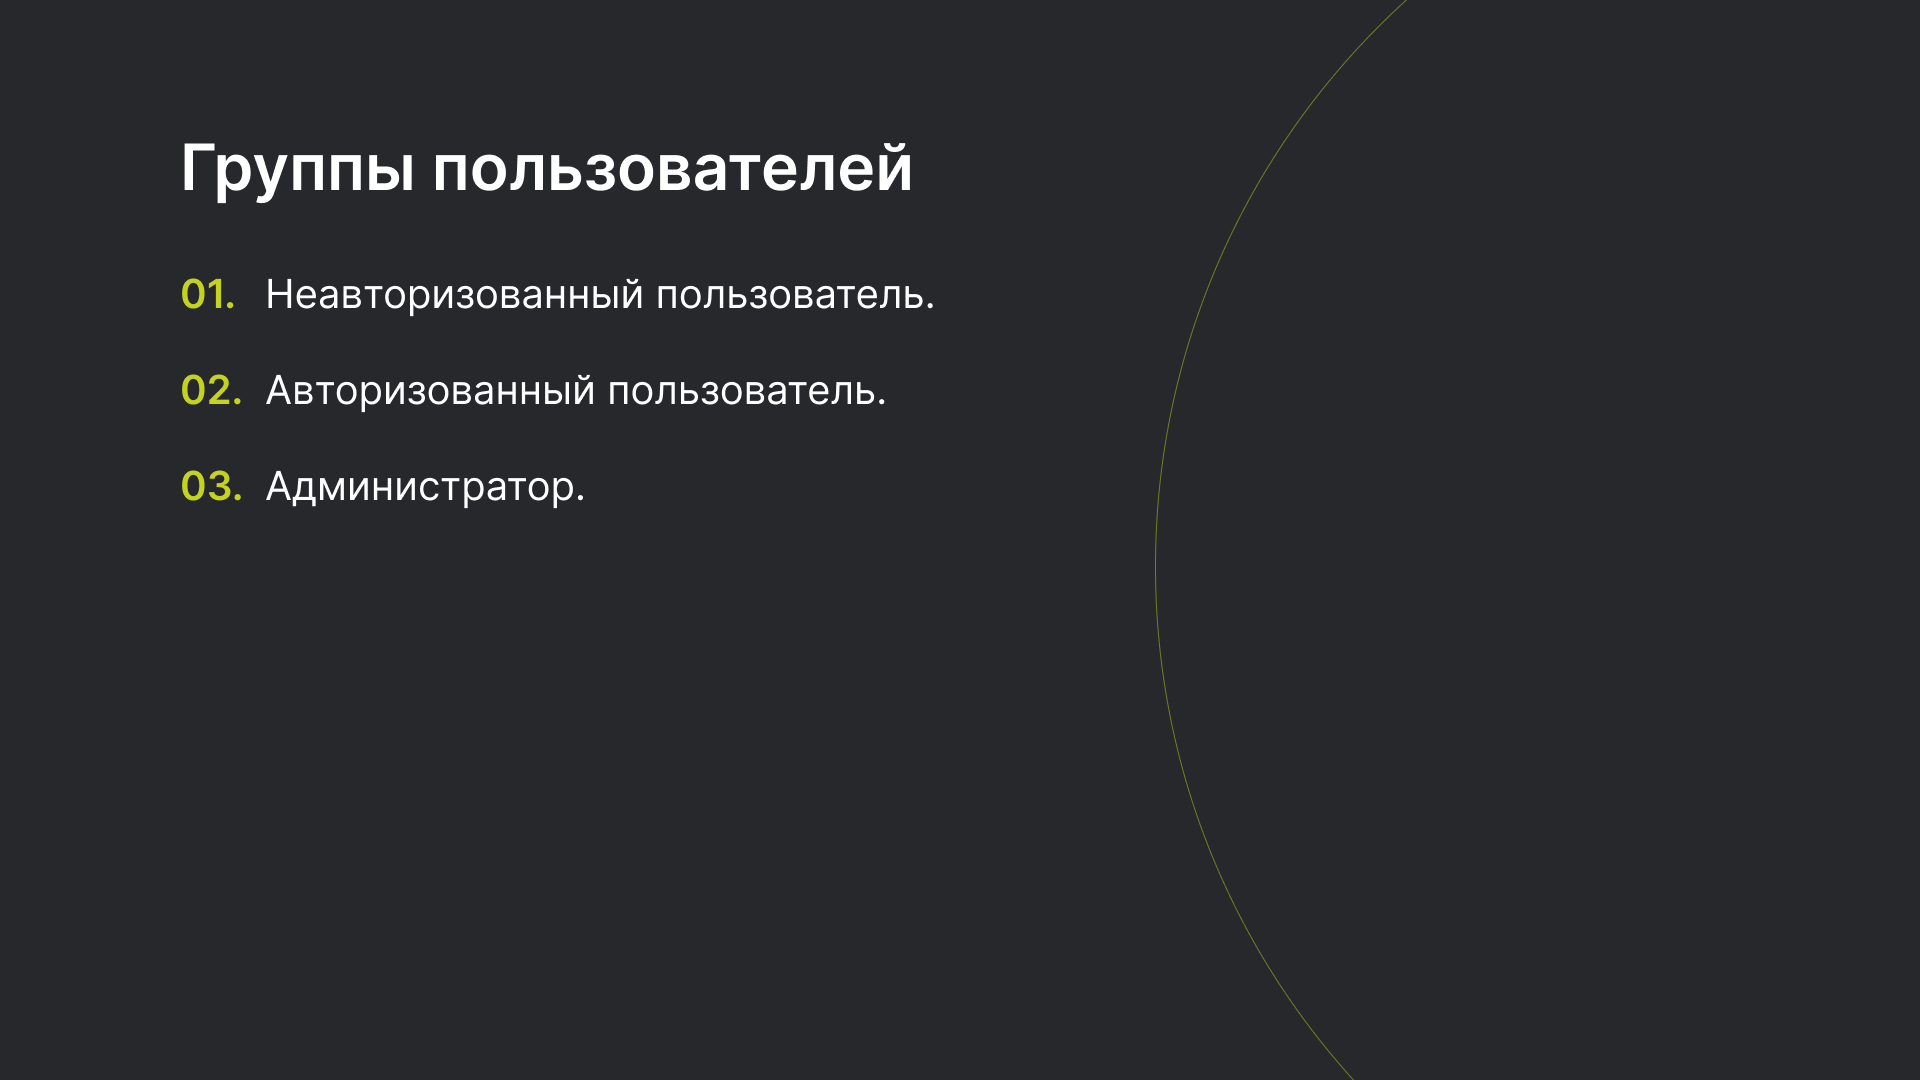 Группы пользователей
01. Неавторизованный пользователь.
02. Авторизованный пользователь.
03. Администратор.